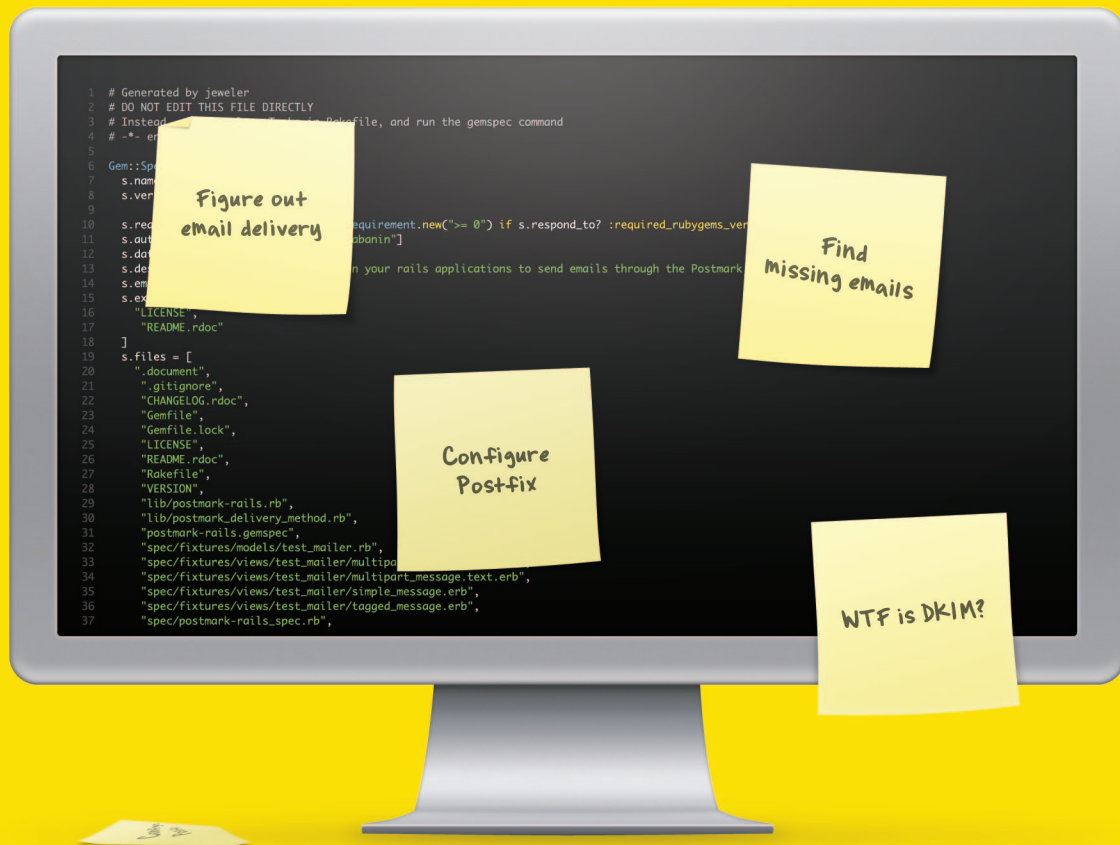 1 # Generated by jeweler
2 # DO NOT EDIT THIS FILE DIRECTLY
3 # Instead file, and run the gemspec command
4 # -*-
5
6 Gem::Sp
7 s.nam
8 s.ver
9
10 s.req equirement.new(">= 0") if s.respond_to? :required_rubygems_ver
11 s.aut abanin"]
12 s.dat
13 s.des n your rails applications to send emails through the Postmark
14 s.em
15 s.ex
16 "LICENSE",
17 "README.rdoc"
18 ]
19 s.files = [
20 ".document",
21 ".gitignore",
22 "CHANGELOG.rdoc",
23 "Gemfile",
24 "Gemfile.lock",
25 "LICENSE",
26 "README.rdoc",
27 "Rakefile",
28 "VERSION",
29 "lib/postmark-rails.rb",
30 "lib/postmark_delivery_method.rb",
31 "postmark-rails.gemspec",
32 "spec/fixtures/models/test_mailer.rb",
33 "spec/fixtures/views/test_mailer/multipa
34 "spec/fixtures/views/test_mailer/multipart_message.text.erb",
35 "spec/fixtures/views/test_mailer/simple_message.erb",
36 "spec/fixtures/views/test_mailer/tagged_message.erb",
37 "spec/postmark-rails_spec.rb",
Figure out
email delivery
Find
missing emails
Configure
Postfix
WTF is DKIM?